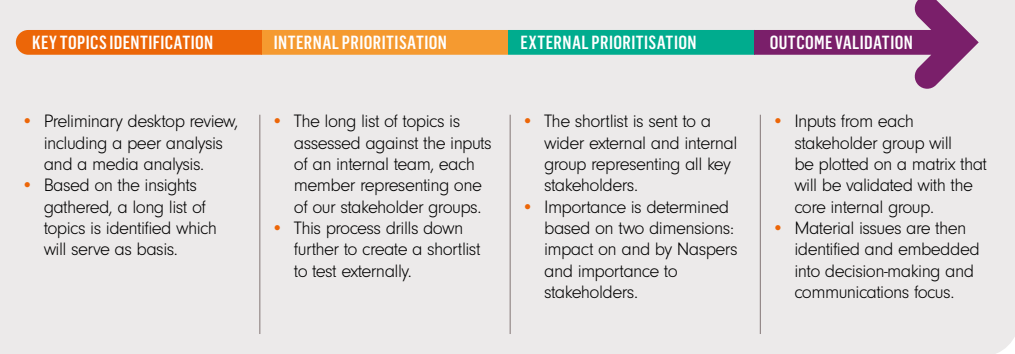 KEY TOPICS IDENTIFICATION
INTERNAL PRIORITISATION
EXTERNAL PRIORITISATION
OUTCOME VALIDATION
• Preliminary desktop review,
including a peer analysis
and a media analysis.
• Based on the insights
gathered, a long list of
topics is identified which
will serve as basis.
• The long list of topics is
assessed against the inputs
of an internal team, each
member representing one
of our stakeholder groups.
• This process drills down
further to create a shortlist
to test externally.
• The shortlist is sent to a
wider external and internal
group representing all key
stakeholders.
• Importance is determined
based on two dimensions:
impact on and by Naspers
and importance to
stakeholders.
• Inputs from each
stakeholder group will
be plotted on a matrix that
will be validated with the
core internal group.
• Material issues are then
identified and embedded
into decision-making and
communications focus.